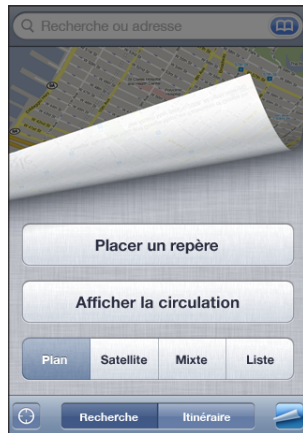 Recherche ou adresse
Placer un repère
Afficher la circulation
Plan Satellite Mixte Liste
Recherche Itinéraire